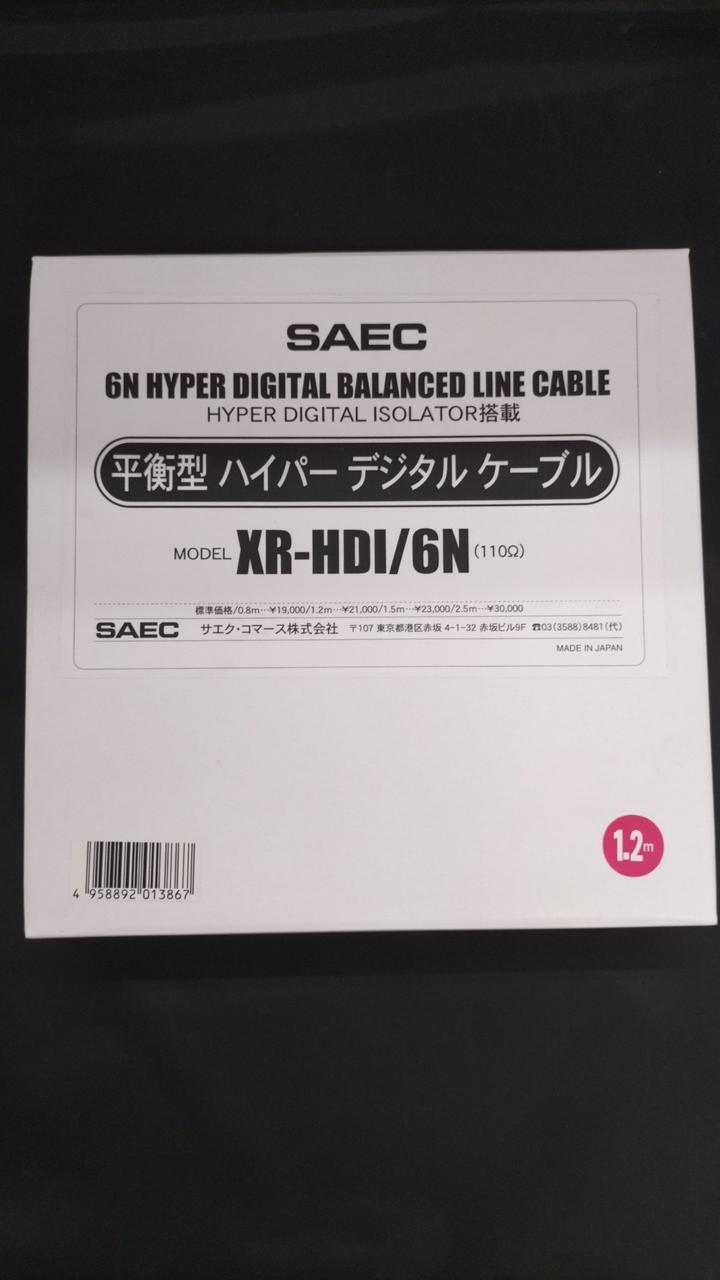 SAEC
6N HYPER DIGITAL BALANCED LINE CABLE
HYPER DIGITAL ISOLATOR搭載
平衡型 ハイパー デジタル ケーブル
MODEL XR-HDI/6N (110Ω)
標準価格/0.8m…¥19,000/1.2m…¥21,000/1.5m…¥23,000/2.5m…¥30,000
SAEC サエク・コマース株式会社 〒107 東京都港区赤坂 4-1-32 赤坂ビル9F ☎03(3588)8481(代)
MADE IN JAPAN
1.2m
4 958892 013867